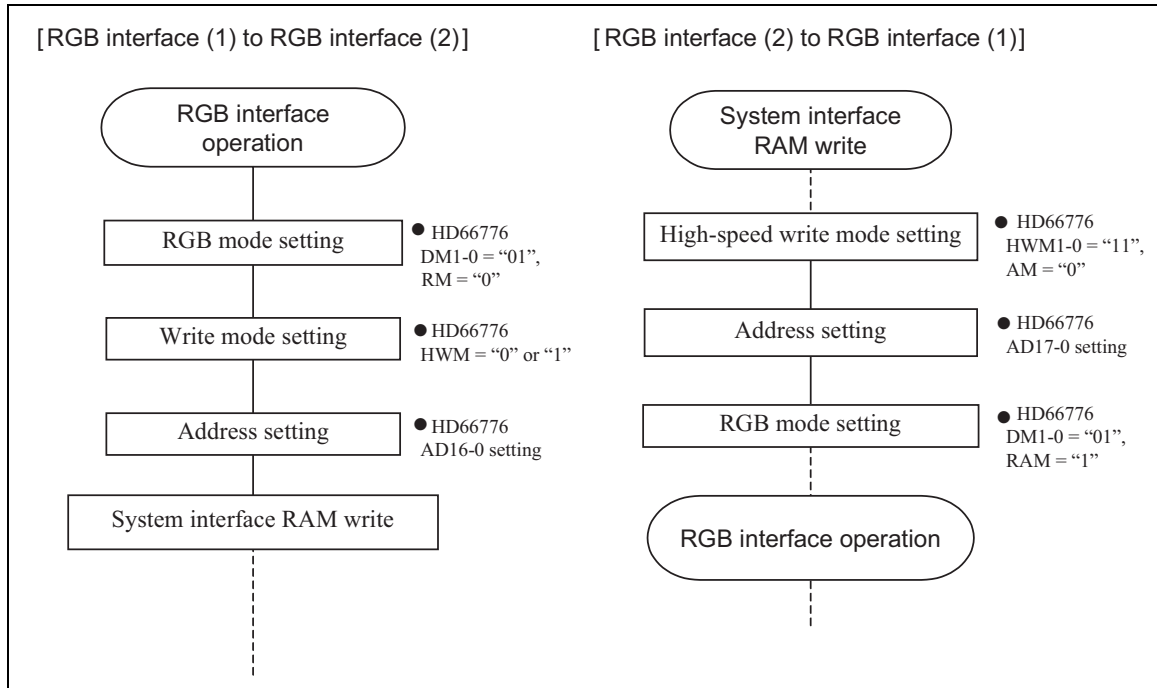 [RGB interface (1) to RGB interface (2)]
RGB interface
operation
RGB mode setting
● HD66776
DM1-0 = “01”,
RM = “0”
Write mode setting
● HD66776
HWM = “0” or “1”
Address setting
● HD66776
AD16-0 setting
System interface RAM write
[RGB interface (2) to RGB interface (1)]
System interface
RAM write
High-speed write mode setting
● HD66776
HWM1-0 = “11”,
AM = “0”
Address setting
● HD66776
AD17-0 setting
RGB mode setting
● HD66776
DM1-0 = “01”,
RAM = “1”
RGB interface operation